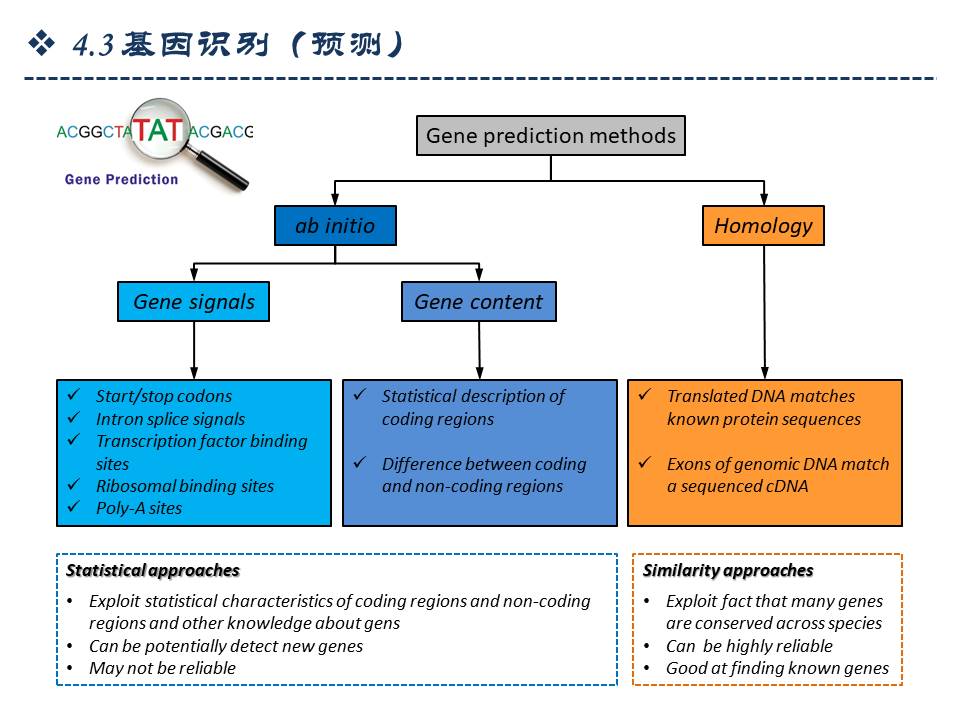 ❖ 4.3基因识别（预测）
ACGGCTATATACGACG
Gene Prediction
Gene prediction methods
ab initio
Homology
Gene signals
Gene content
✓ Start/stop codons
✓ Intron splice signals
✓ Transcription factor binding
sites
✓ Ribosomal binding sites
✓ Poly-A sites
✓ Statistical description of
coding regions
✓ Difference between coding
and non-coding regions
✓ Translated DNA matches
known protein sequences
✓ Exons of genomic DNA match
a sequenced cDNA
Statistical approaches
• Exploit statistical characteristics of coding regions and non-coding
regions and other knowledge about gens
• Can be potentially detect new genes
• May not be reliable
Similarity approaches
• Exploit fact that many genes
are conserved across species
• Can be highly reliable
• Good at finding known genes